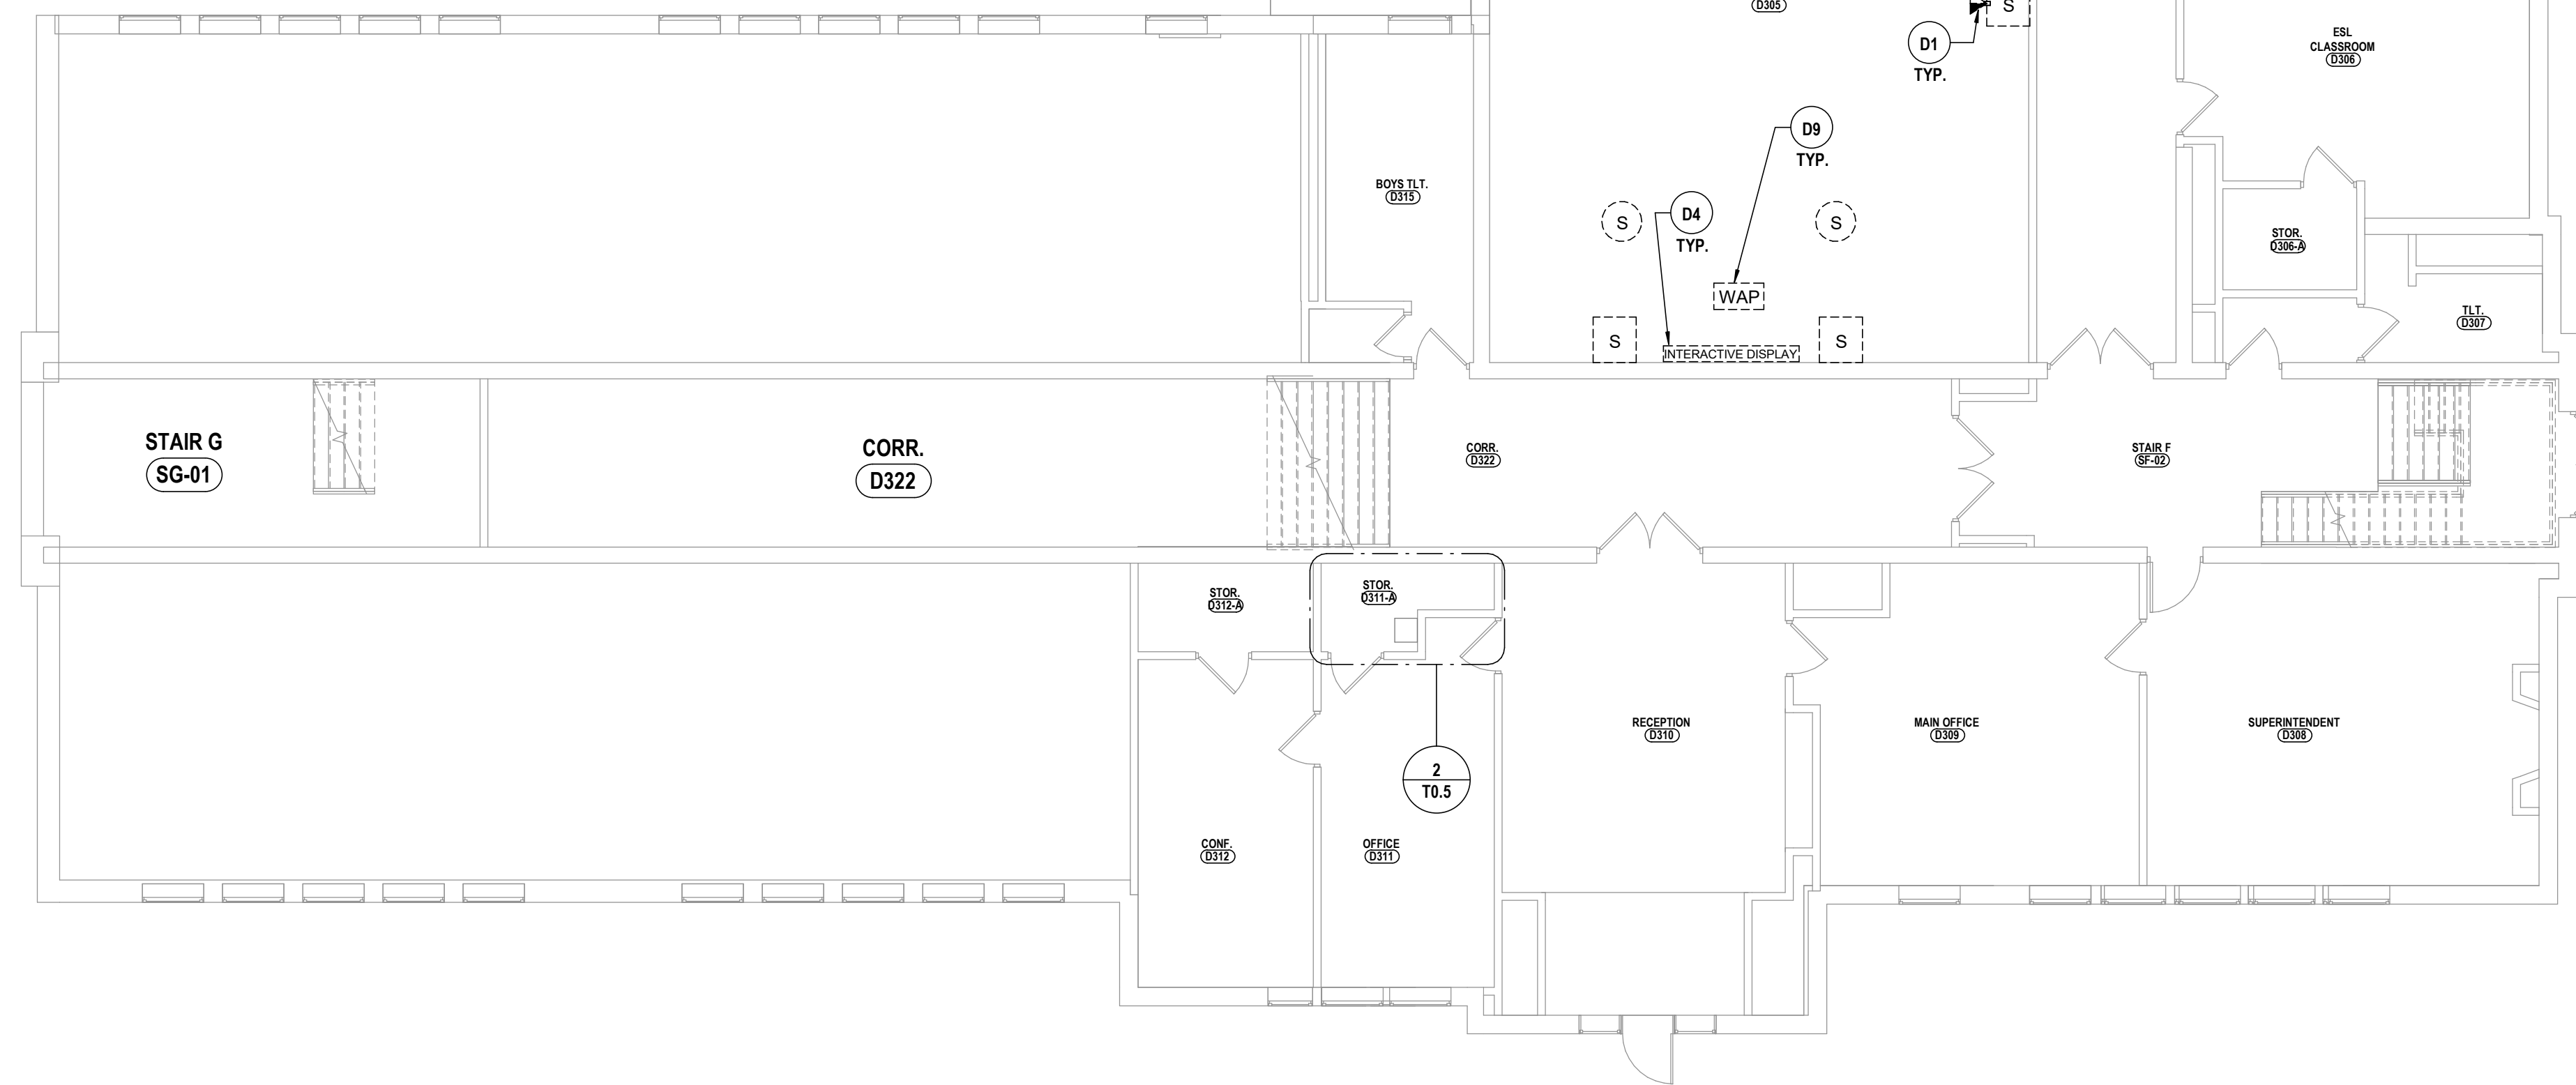 D305
S
D1
TYP.
ESL
CLASSROOM
D306
D9
TYP.
BOYS TLT.
D315
D4
TYP.
S
S
STOR.
D306-A
WAP
TLT.
D307
S
S
INTERACTIVE DISPLAY
STAIR G
SG-01
CORR.
D322
CORR.
D322
STAIR F
SF-02
STOR.
D312-A
STOR.
D311-A
RECEPTION
D310
MAIN OFFICE
D309
SUPERINTENDENT
D308
2
T0.5
CONF.
D312
OFFICE
D311